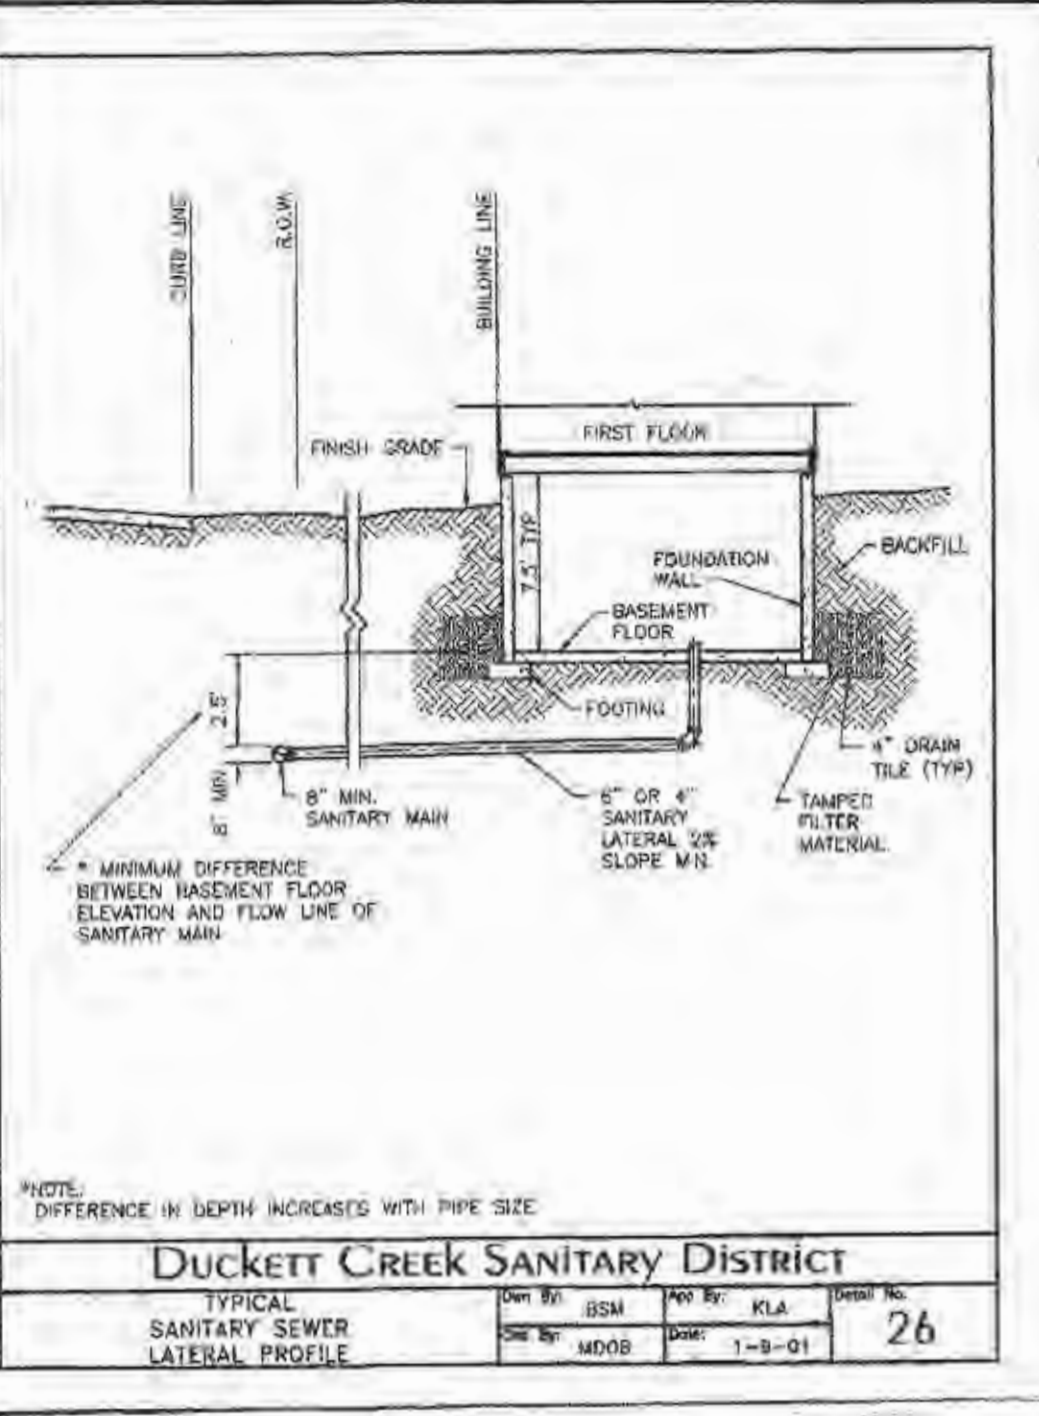 CURB LINE
R.O.W.
BUILDING LINE
FIRST FLOOR
FINISH GRADE
7.5' TYP
FOUNDATION
WALL
BACKFILL
BASEMENT
FLOOR
FOOTING
2.5'
8" MIN
8" MIN.
SANITARY MAIN
6" OR 4"
SANITARY
LATERAL 2%
SLOPE MIN.
4" DRAIN
TILE (TYP)
TAMPED
FILTER
MATERIAL.
* MINIMUM DIFFERENCE
BETWEEN BASEMENT FLOOR
ELEVATION AND FLOW LINE OF
SANITARY MAIN
*NOTE:
DIFFERENCE IN DEPTH INCREASES WITH PIPE SIZE
DUCKETT CREEK SANITARY DISTRICT
TYPICAL
SANITARY SEWER
LATERAL PROFILE
Dwn By: BSM
App By: KLA
Detail No.
26
By: MDOB
Date: